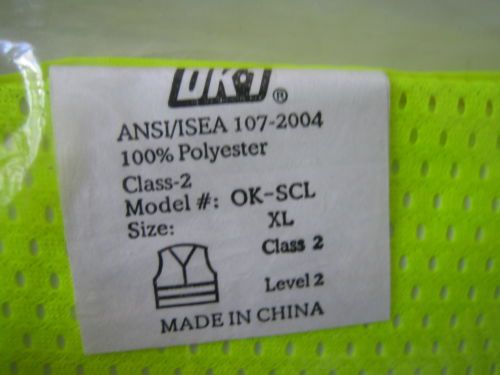 OK-1®
ANSI/ISEA 107-2004
100% Polyester
Class-2
Model #: OK-SCL
Size: XL
Class 2
Level 2
MADE IN CHINA